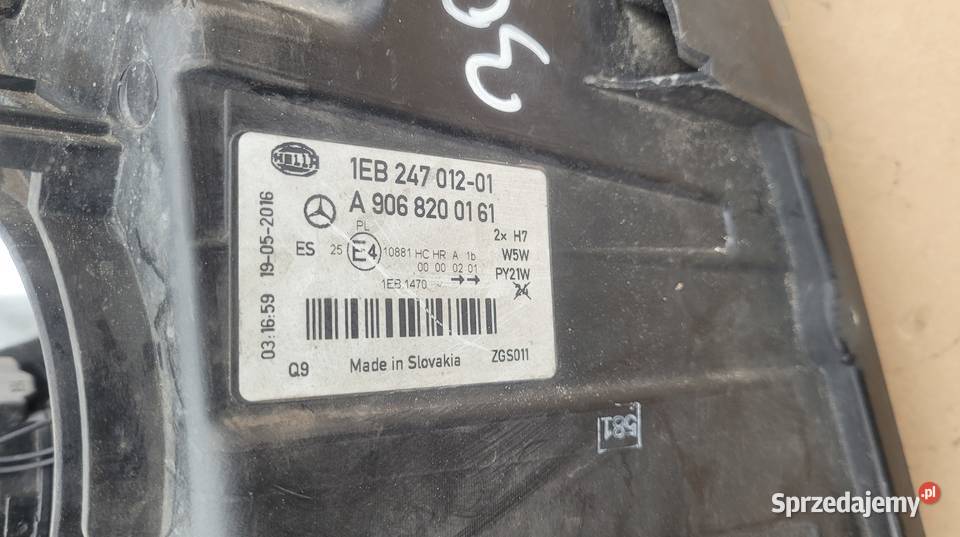 HELLA
1EB 247 012-01
A 906 820 01 61
PL
2x H7
ES 25 E4 10881 HC HR A 1b
W5W
00 00 02 01
PY21W
1EB.1470
24
03:16:59 19-05-2016
Q9 Made in Slovakia ZGS011
581
Sprzedajemy.pl